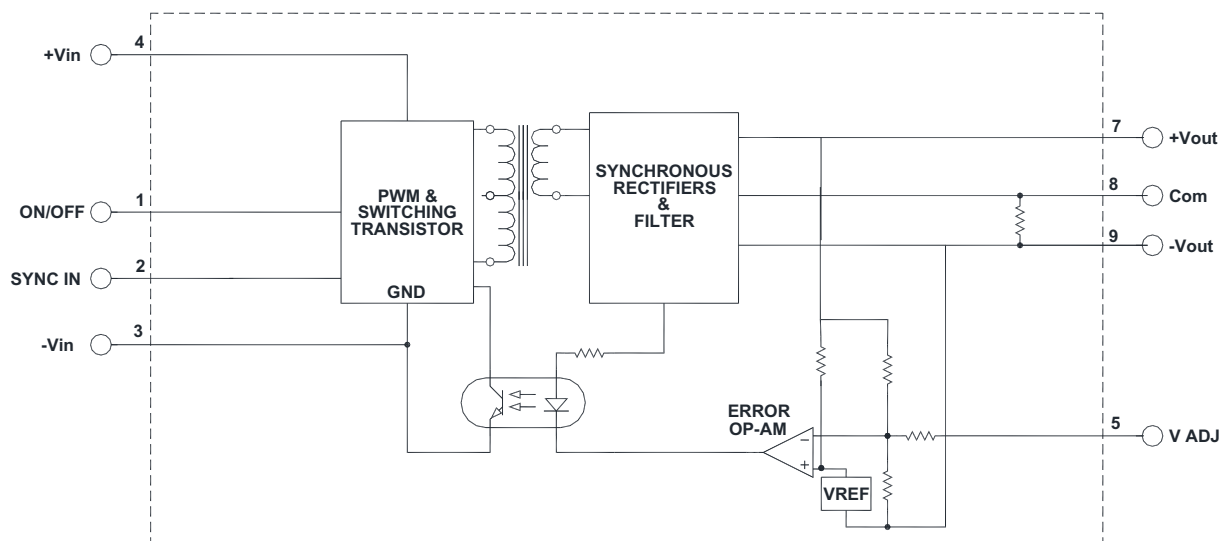 +Vin
4
PWM &
SWITCHING
TRANSISTOR
GND
SYNCHRONOUS
RECTIFIERS
&
FILTER
7
+Vout
8
Com
9
-Vout
ON/OFF
1
SYNC IN
2
-Vin
3
ERROR
OP-AM
−
+
VREF
5
V ADJ